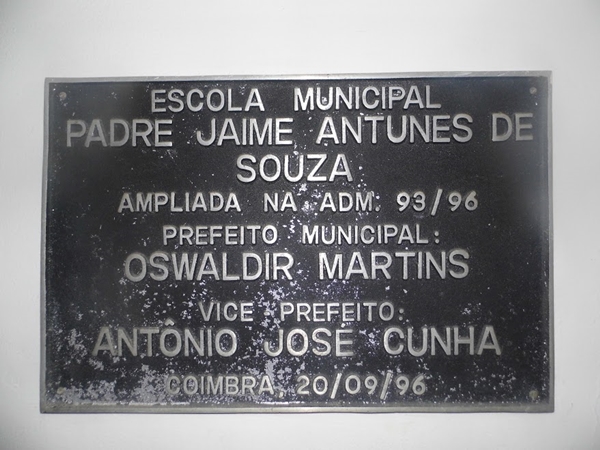 ESCOLA MUNICIPAL
PADRE JAIME ANTUNES DE
SOUZA
AMPLIADA NA ADM: 93/96
PREFEITO MUNICIPAL:
OSWALDIR MARTINS
VICE PREFEITO:
ANTÔNIO JOSÉ CUNHA
COIMBRA, 20/09/96